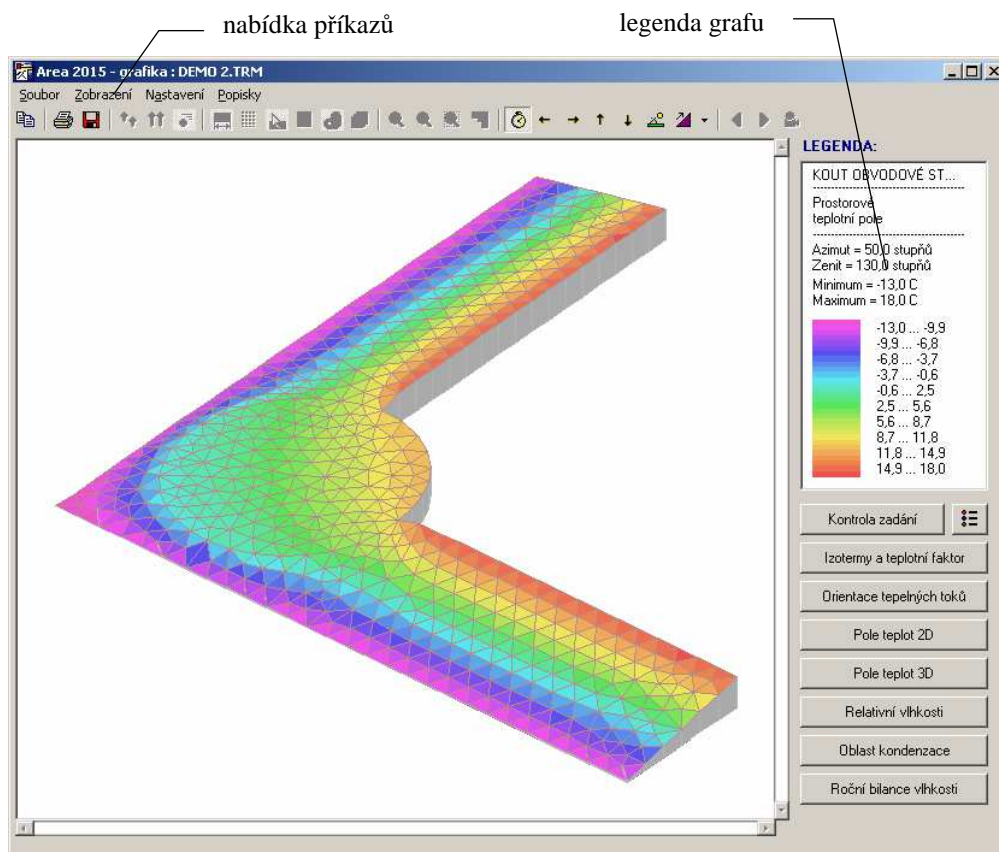 nabídka příkazů
legenda grafu
Area 2015 - grafika : DEMO 2.TRM
Soubor Zobrazení Nastavení Popisky
LEGENDA:
KOUT OBVODOVÉ ST...
Prostorové
teplotní pole
Azimut = 50,0 stupňů
Zenit = 130,0 stupňů
Minimum = -13,0 C
Maximum = 18,0 C
-13,0 ... -9,9
-9,9 ... -6,8
-6,8 ... -3,7
-3,7 ... -0,6
-0,6 ... 2,5
2,5 ... 5,6
5,6 ... 8,7
8,7 ... 11,8
11,8 ... 14,9
14,9 ... 18,0
Kontrola zadání
Izotermy a teplotní faktor
Orientace tepelných toků
Pole teplot 2D
Pole teplot 3D
Relativní vlhkosti
Oblast kondenzace
Roční bilance vlhkosti